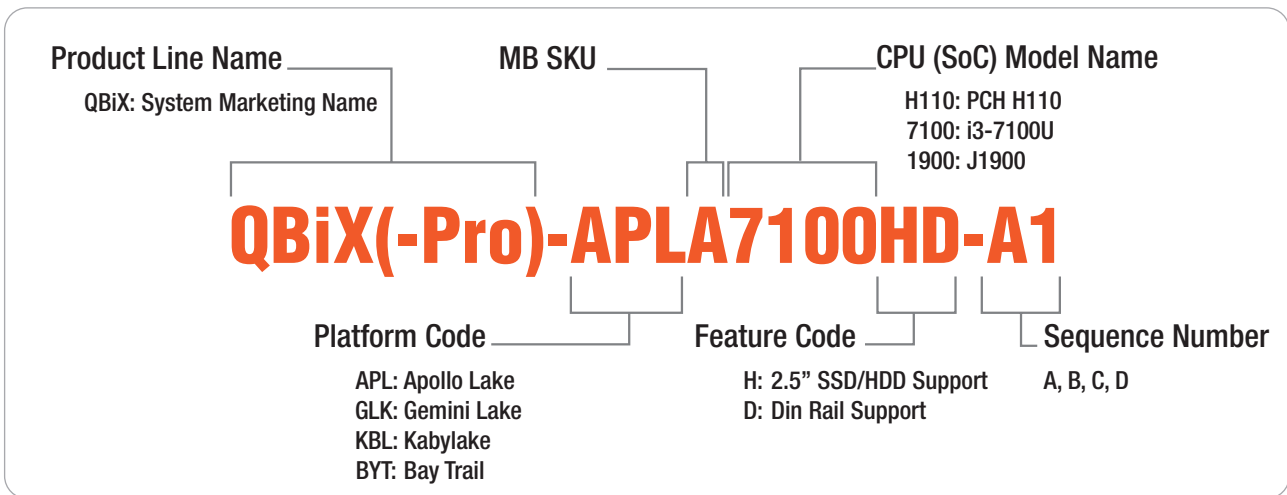 Product Line Name
QBiX: System Marketing Name
MB SKU
CPU (SoC) Model Name
H110: PCH H110
7100: i3-7100U
1900: J1900
QBiX(-Pro)-APLA7100HD-A1
Platform Code
APL: Apollo Lake
GLK: Gemini Lake
KBL: Kabylake
BYT: Bay Trail
Feature Code
H: 2.5” SSD/HDD Support
D: Din Rail Support
Sequence Number
A, B, C, D